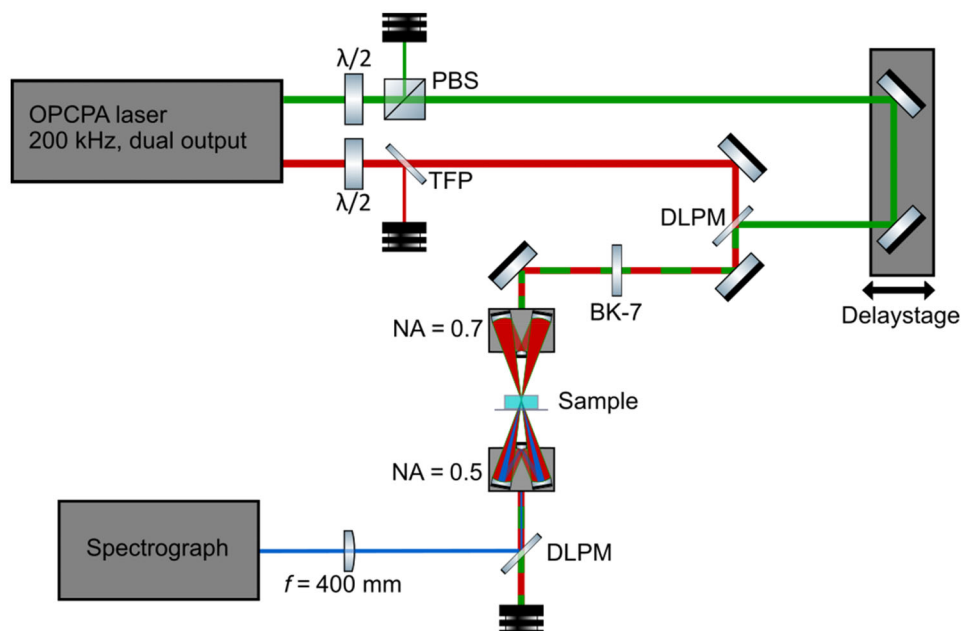 λ/2
PBS
OPCPA laser
200 kHz, dual output
TFP
λ/2
DLPM
BK-7
Delaystage
NA = 0.7
Sample
NA = 0.5
Spectrograph
DLPM
f = 400 mm